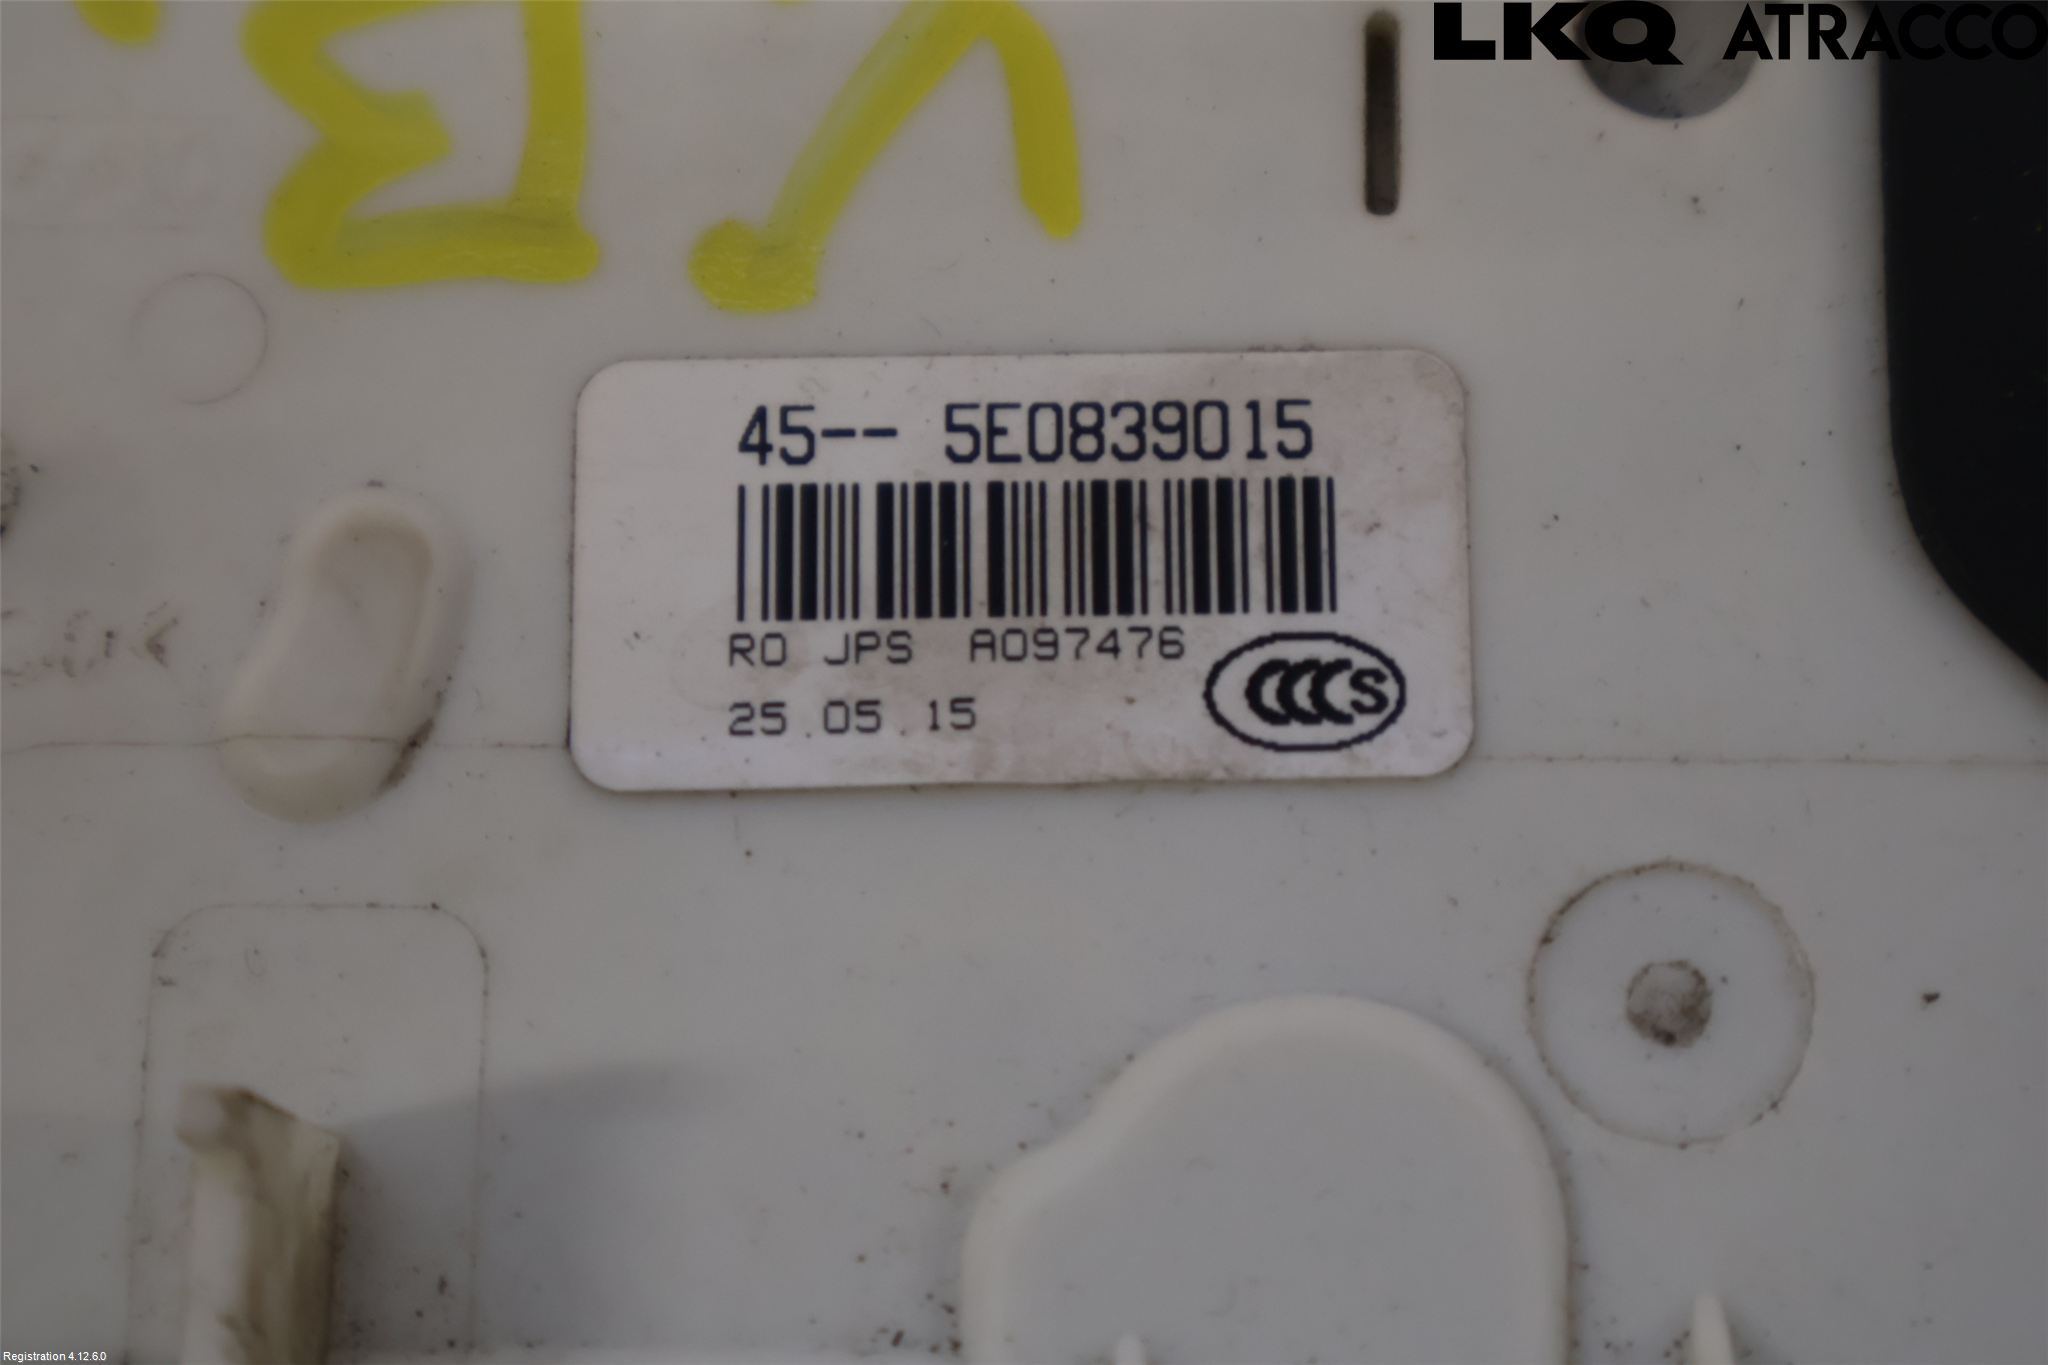 LKQ ATRACCO
V.B.
45-- 5E0839015
RO JPS A097476
25.05.15
CCCS
Registration 4.12.6.0